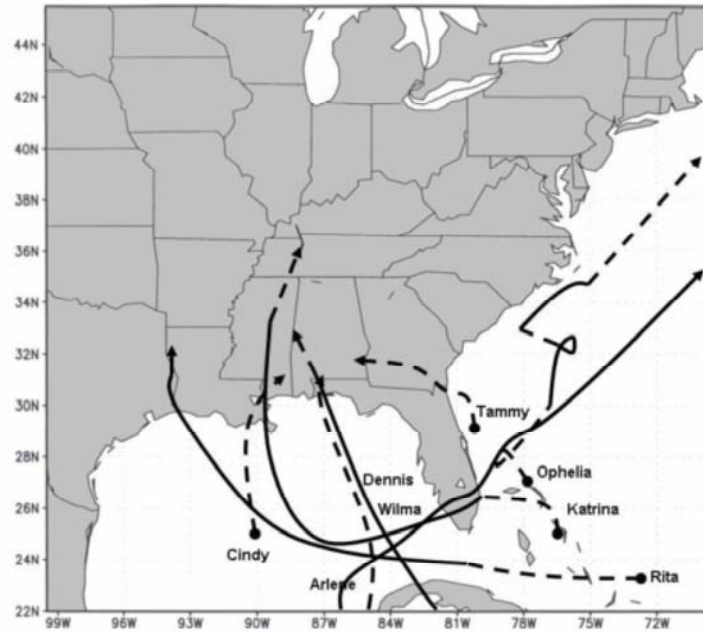 44N
42N
40N
38N
36N
34N
32N
30N
28N
26N
24N
22N
Tammy
Dennis
Ophelia
Wilma
Katrina
Cindy
Arlene
Rita
99W 96W 93W 90W 87W 84W 81W 78W 75W 72W